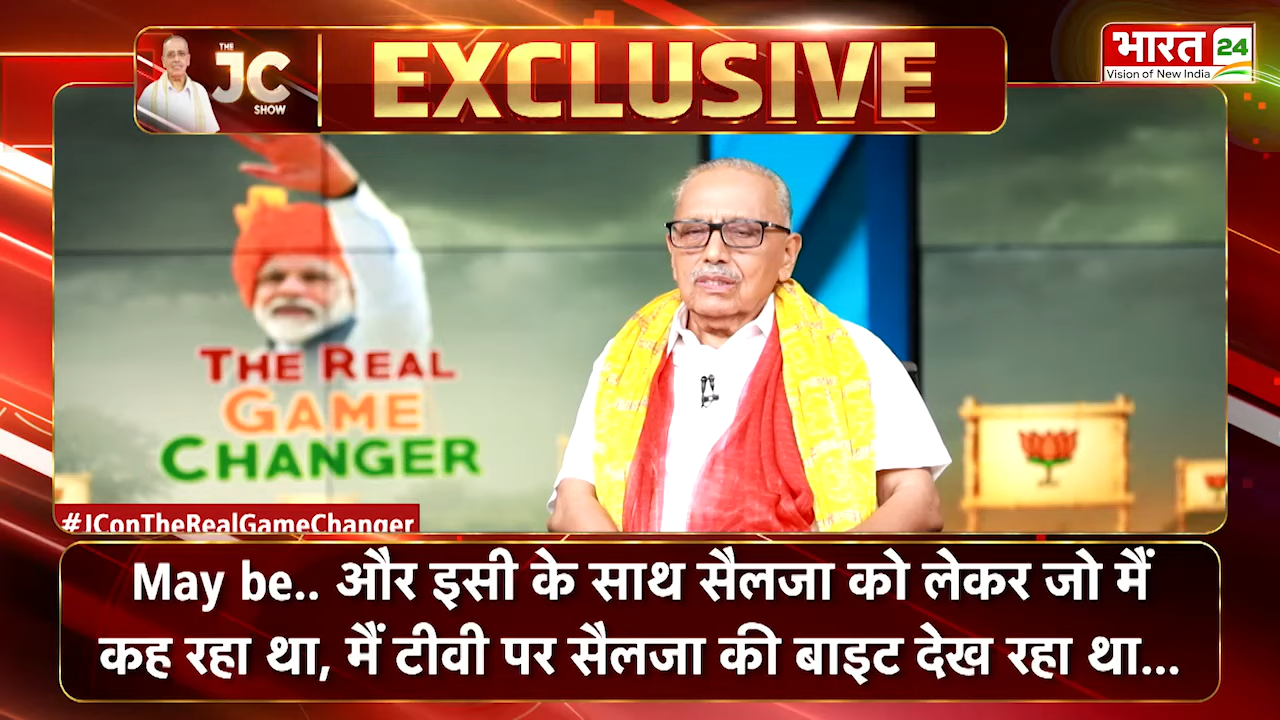 THE
JC
SHOW
EXCLUSIVE
भारत 24
Vision of New India
THE REAL
GAME
CHANGER
#JConTheRealGameChanger
May be.. और इसी के साथ सैलजा को लेकर जो मैं
कह रहा था, मैं टीवी पर सैलजा की बाइट देख रहा था...